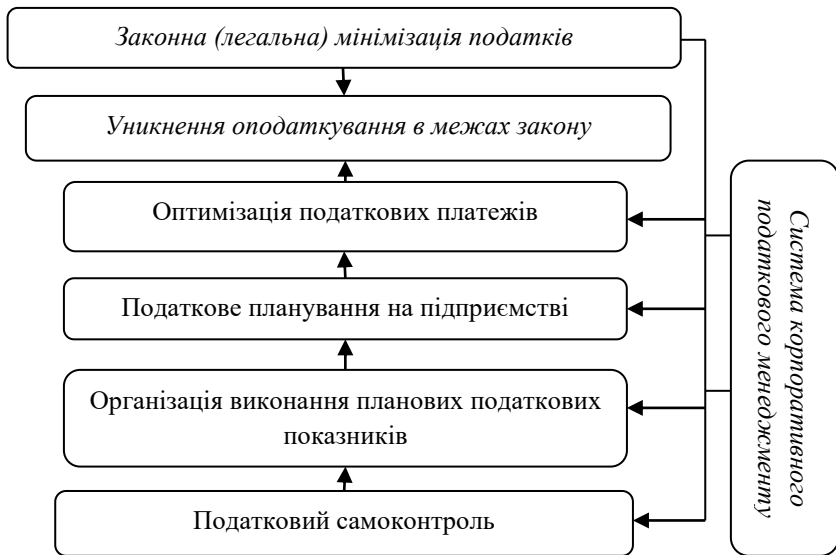 Законна (легальна) мінімізація податків
Уникнення оподаткування в межах закону
Оптимізація податкових платежів
Податкове планування на підприємстві
Організація виконання планових податкових
показників
Податковий самоконтроль
Система корпоративного
податкового менеджменту